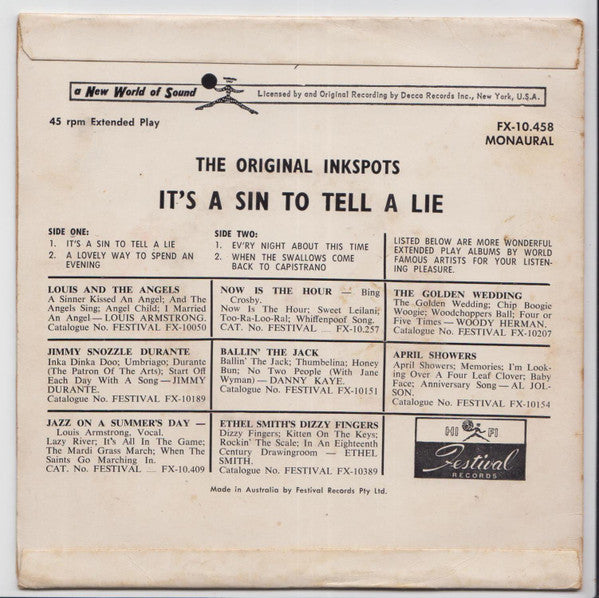 a New World of Sound
Licensed by and Original Recording by Decca Records Inc., New York, U.S.A.
45 rpm Extended Play
FX-10.458
MONAURAL
THE ORIGINAL INKSPOTS
IT'S A SIN TO TELL A LIE
SIDE ONE:
1. IT'S A SIN TO TELL A LIE
2. A LOVELY WAY TO SPEND AN
EVENING
SIDE TWO:
1. EV'RY NIGHT ABOUT THIS TIME
2. WHEN THE SWALLOWS COME
BACK TO CAPISTRANO
LISTED BELOW ARE MORE WONDERFUL
EXTENDED PLAY ALBUMS BY WORLD
FAMOUS ARTISTS FOR YOUR LISTEN-
ING PLEASURE.
LOUIS AND THE ANGELS
A Sinner Kissed An Angel; And The
Angels Sing; Angel Child; I Married
An Angel — LOUIS ARMSTRONG.
Catalogue No. FESTIVAL FX-10050
NOW IS THE HOUR — Bing
Crosby.
Now Is The Hour; Sweet Leilani;
Too-Ra-Loo-Ral; Whiffenpoof Song.
CAT. No. FESTIVAL — FX-10.257
THE GOLDEN WEDDING
The Golden Wedding; Chip Boogie
Woogie; Woodchoppers Ball; Four or
Five Times — WOODY HERMAN.
Catalogue No. FESTIVAL FX-10207
JIMMY SNOZZLE DURANTE
Inka Dinka Doo; Umbriago; Durante
(The Patron Of The Arts); Start Off
Each Day With A Song — JIMMY
DURANTE.
Catalogue No. FESTIVAL FX-10189
BALLIN' THE JACK
Ballin' The Jack; Thumbelina; Honey
Bun; No Two People (With Jane
Wyman) — DANNY KAYE.
Catalogue No. FESTIVAL FX-10151
APRIL SHOWERS
April Showers; Memories; I'm Look-
ing Over A Four Leaf Clover; Baby
Face; Anniversary Song — AL JOL-
SON.
Catalogue No. FESTIVAL FX-10154
JAZZ ON A SUMMER'S DAY —
Louis Armstrong, Vocal.
Lazy River; It's All In The Game;
The Mardi Grass March; When The
Saints Go Marching In.
CAT. No. FESTIVAL — FX-10.409
ETHEL SMITH'S DIZZY FINGERS
Dizzy Fingers; Kitten On The Keys;
Rockin' The Scale; In An Eighteenth
Century Drawingroom — ETHEL
SMITH.
Catalogue No. FESTIVAL FX-10389
HI FI
Festival
RECORDS
Made in Australia by Festival Records Pty Ltd.